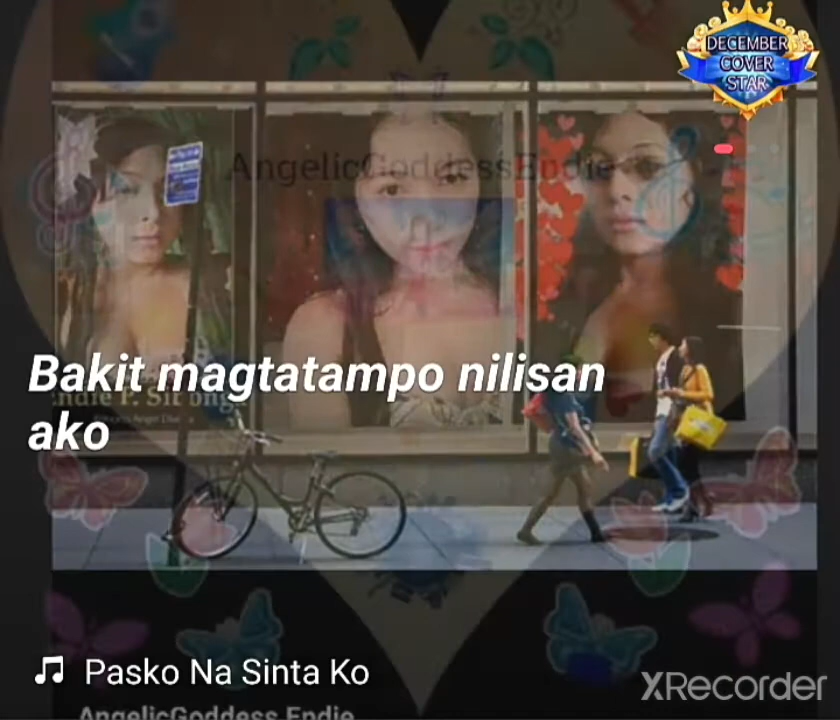 DECEMBER
COVER
STAR
AngelicGoddessEndie
Bakit magtatampo nilisan
ako
Pasko Na Sinta Ko
XRecorder
AngelicGoddess Endie